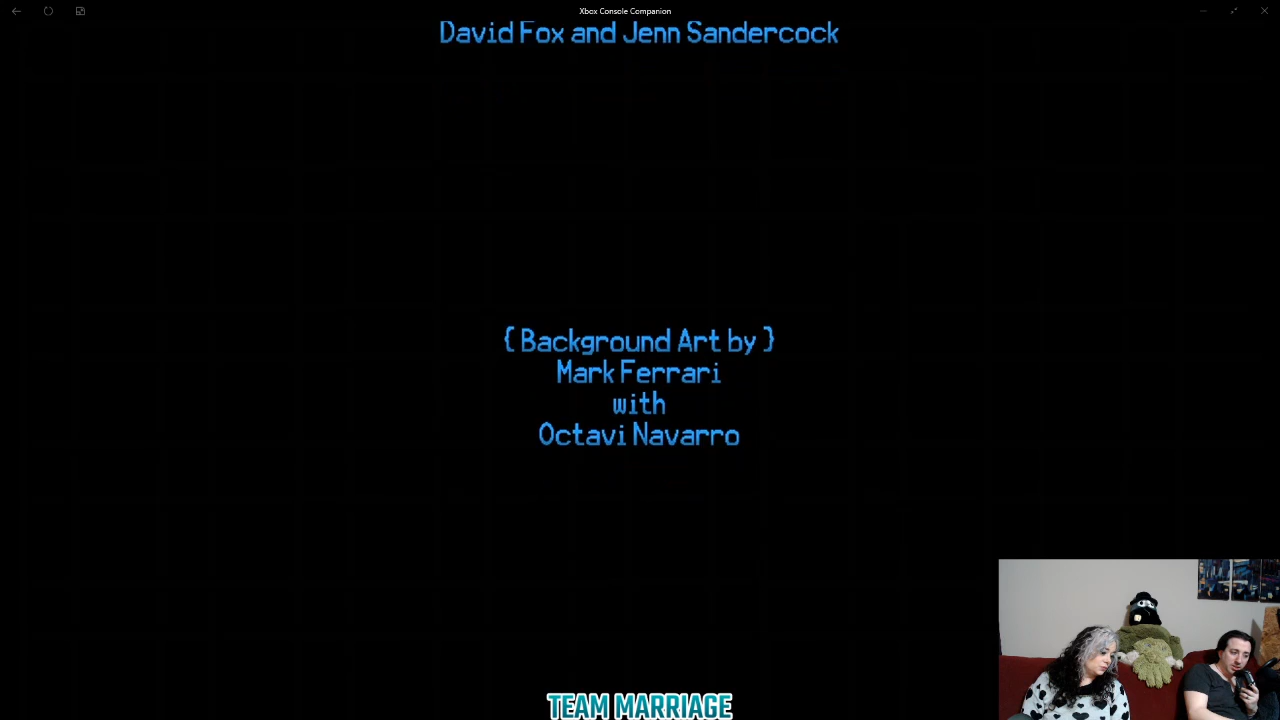 Xbox Console Companion
David Fox and Jenn Sandercock
{ Background Art by }
Mark Ferrari
with
Octavi Navarro
TEAM MARRIAGE